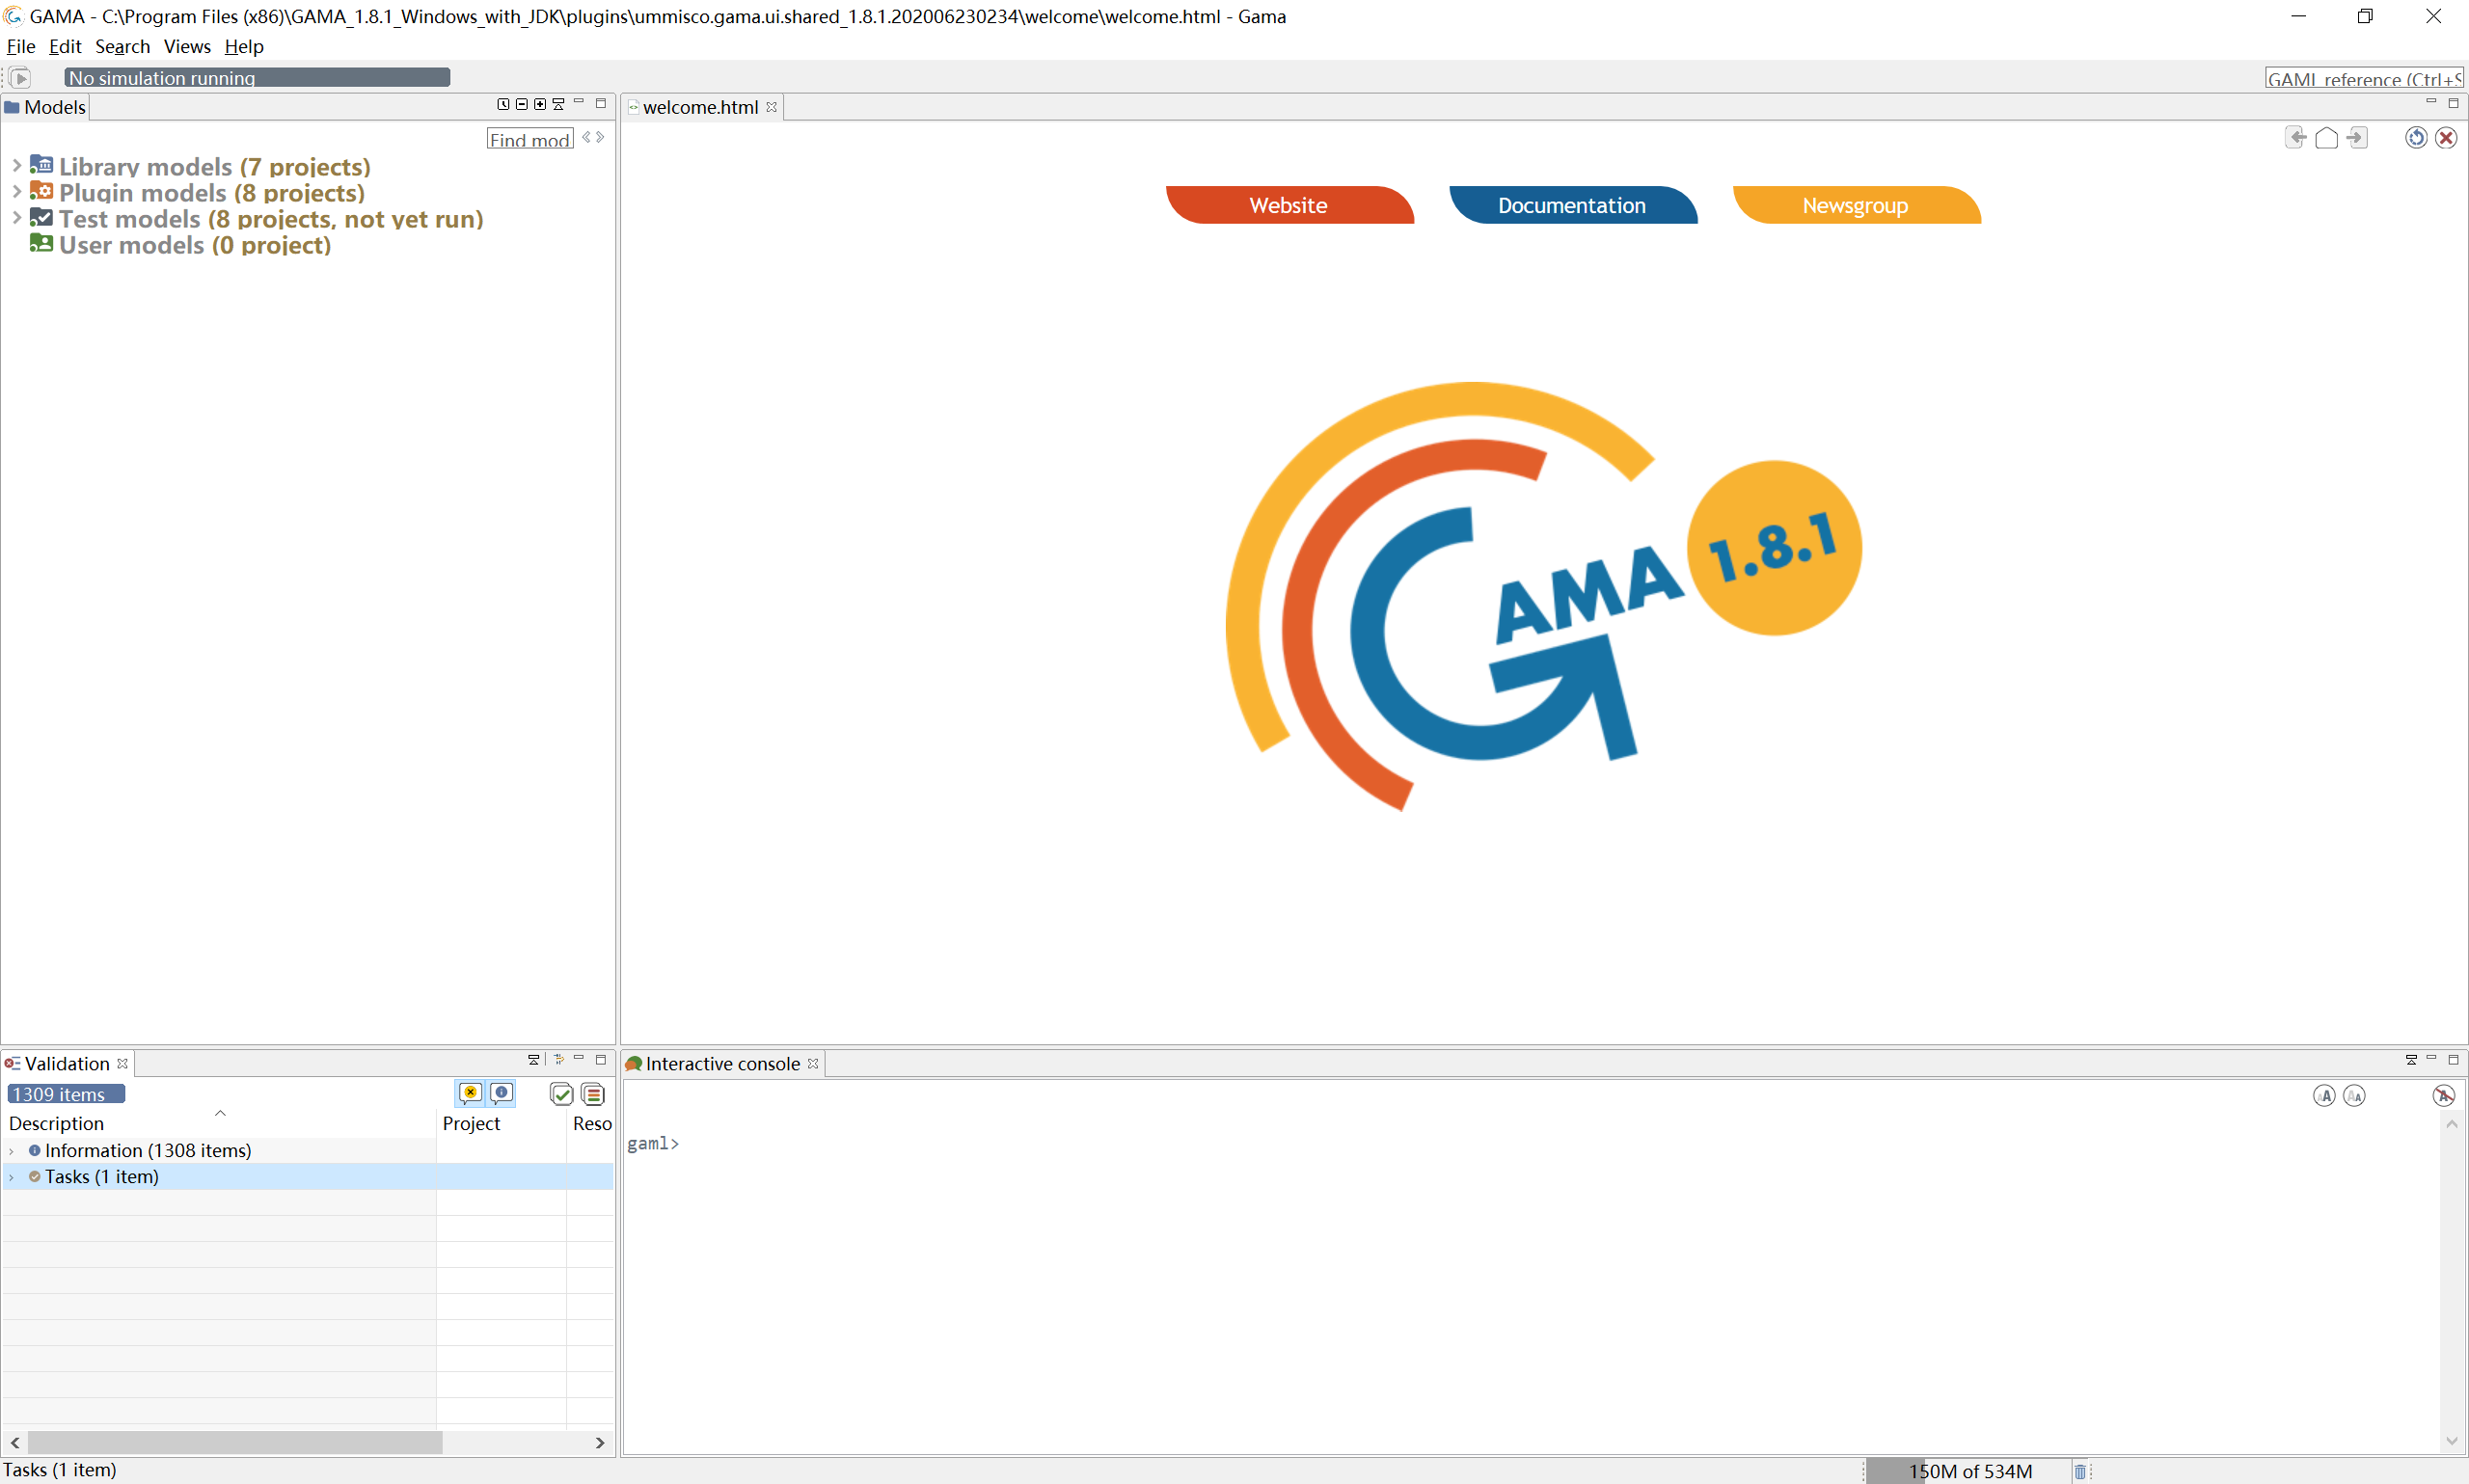 GAMA - C:\Program Files (x86)\GAMA_1.8.1_Windows_with_JDK\plugins\ummisco.gama.ui.shared_1.8.1.202006230234\welcome\welcome.html - Gama
File Edit Search Views Help
No simulation running
GAML reference (Ctrl+S
Models
welcome.html
Find mod
Library models (7 projects)
Plugin models (8 projects)
Test models (8 projects, not yet run)
User models (0 project)
Website
Documentation
Newsgroup
AMA
1.8.1
Validation
1309 items
Description Project Reso
Information (1308 items)
Tasks (1 item)
Interactive console
gaml>
Tasks (1 item)
150M of 534M